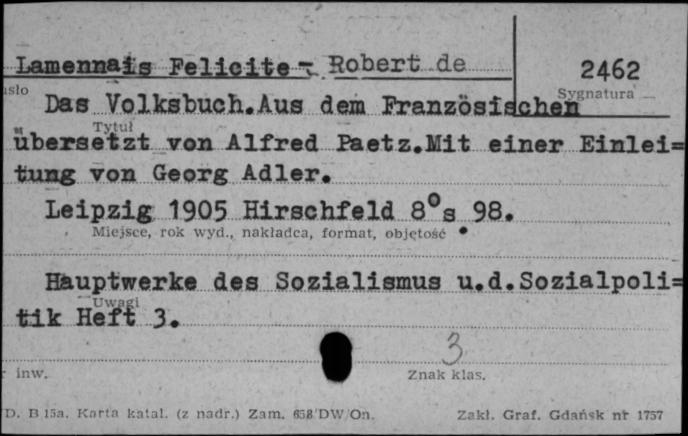 Lamennais Felicite - Robert de
2462
Sygnatura
Das Volksbuch.Aus dem Französischen
Tytuł
übersetzt von Alfred Paetz.Mit einer Einlei=
tung von Georg Adler.
Leipzig 1905 Hirschfeld 8°s 98.
Miejsce, rok wyd., nakładca, format, objętość
Hauptwerke des Sozialismus u.d.Sozialpoli=
Uwagi
tik Heft 3.
3
inw.
Znak klas.
D. B 15a. Karta katal. (z nadr.) Zam. 658/DW/On.
Zakł. Graf. Gdańsk nr 1757